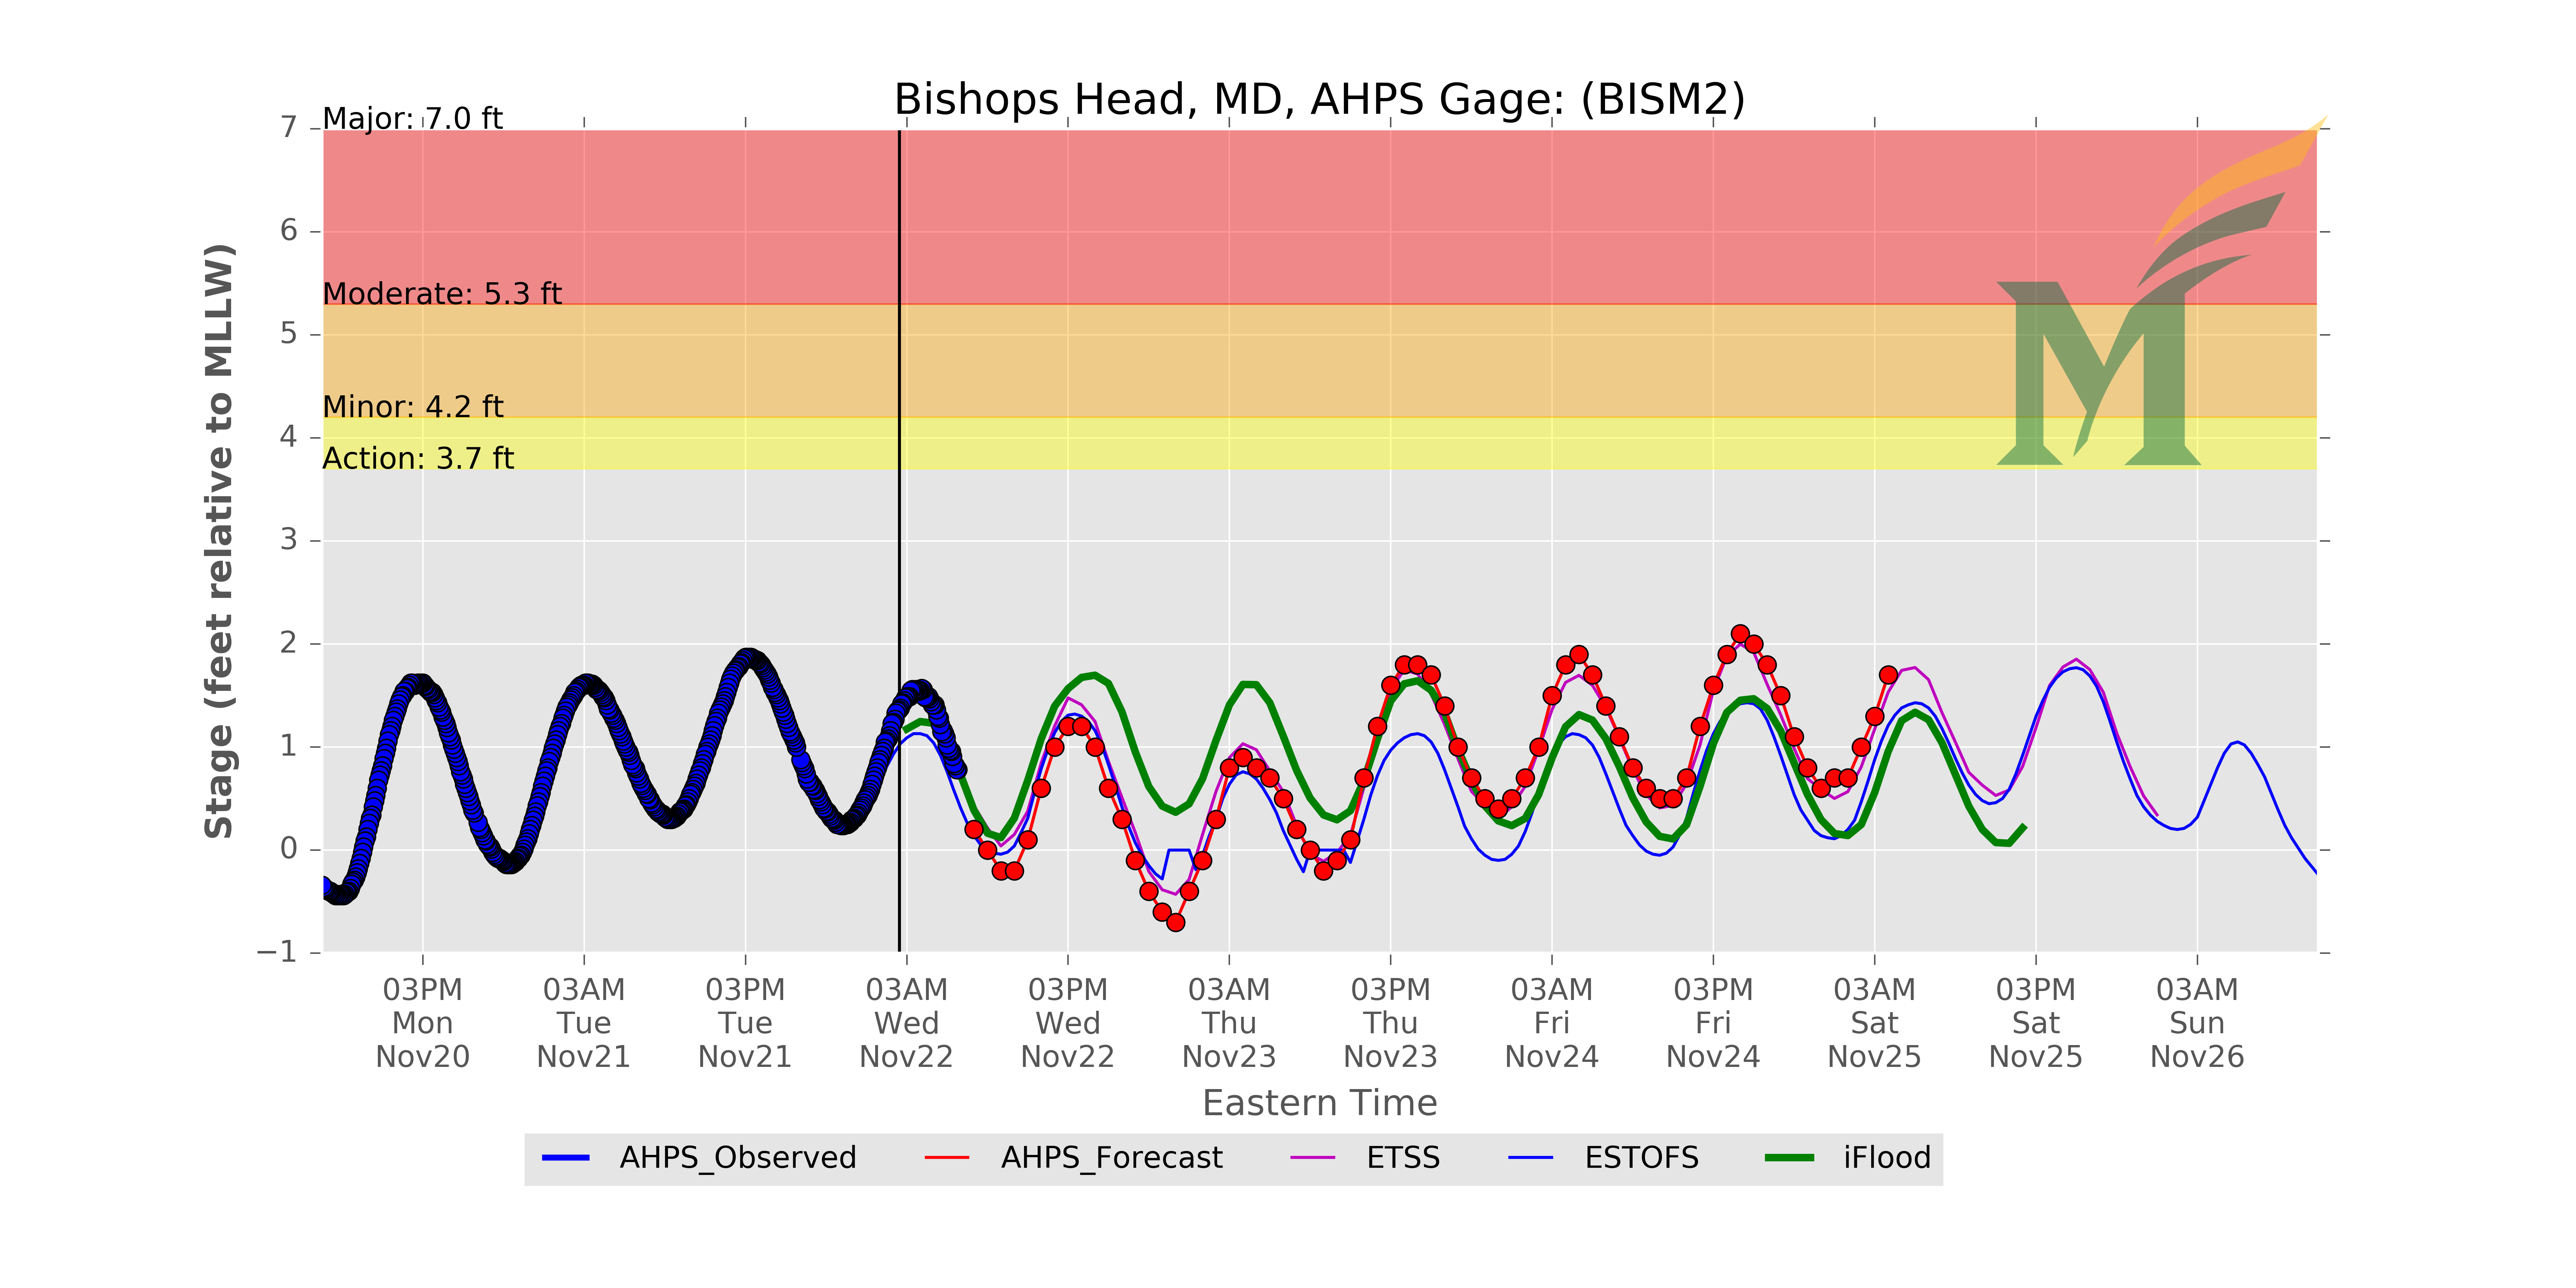 Bishops Head, MD, AHPS Gage: (BISM2)
Major: 7.0 ft
Moderate: 5.3 ft
Minor: 4.2 ft
Action: 3.7 ft
Stage (feet relative to MLLW)
7
6
5
4
3
2
1
0
−1
03PM Mon Nov20
03AM Tue Nov21
03PM Tue Nov21
03AM Wed Nov22
03PM Wed Nov22
03AM Thu Nov23
03PM Thu Nov23
03AM Fri Nov24
03PM Fri Nov24
03AM Sat Nov25
03PM Sat Nov25
03AM Sun Nov26
Eastern Time
AHPS_Observed AHPS_Forecast ETSS ESTOFS iFlood
M